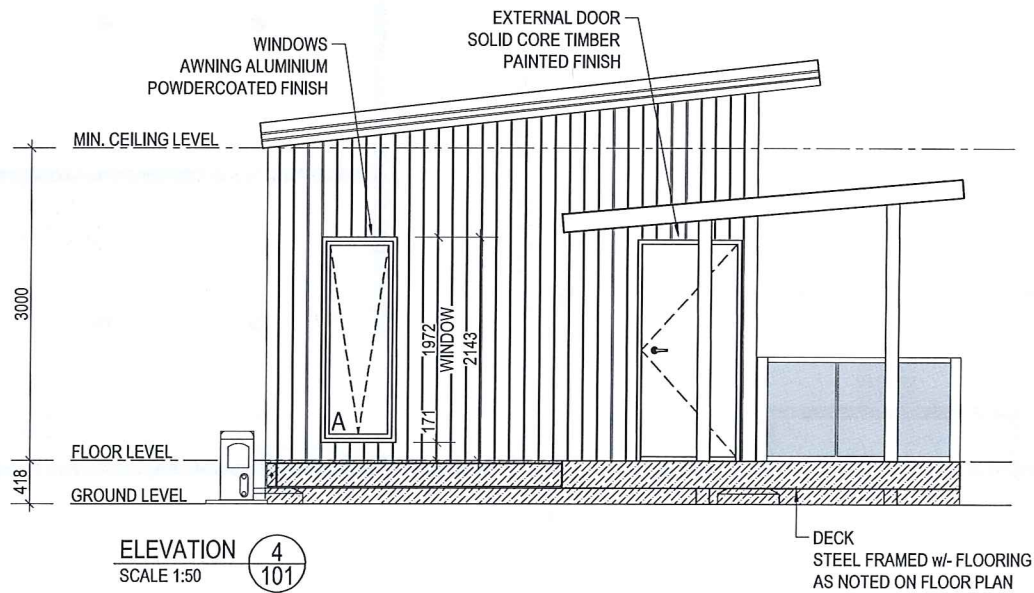 EXTERNAL DOOR
SOLID CORE TIMBER
PAINTED FINISH
WINDOWS
AWNING ALUMINIUM
POWDERCOATED FINISH
MIN. CEILING LEVEL
3000
1972
WINDOW
2143
171
A
FLOOR LEVEL
418
GROUND LEVEL
ELEVATION
SCALE 1:50
4
101
DECK
STEEL FRAMED w/- FLOORING
AS NOTED ON FLOOR PLAN